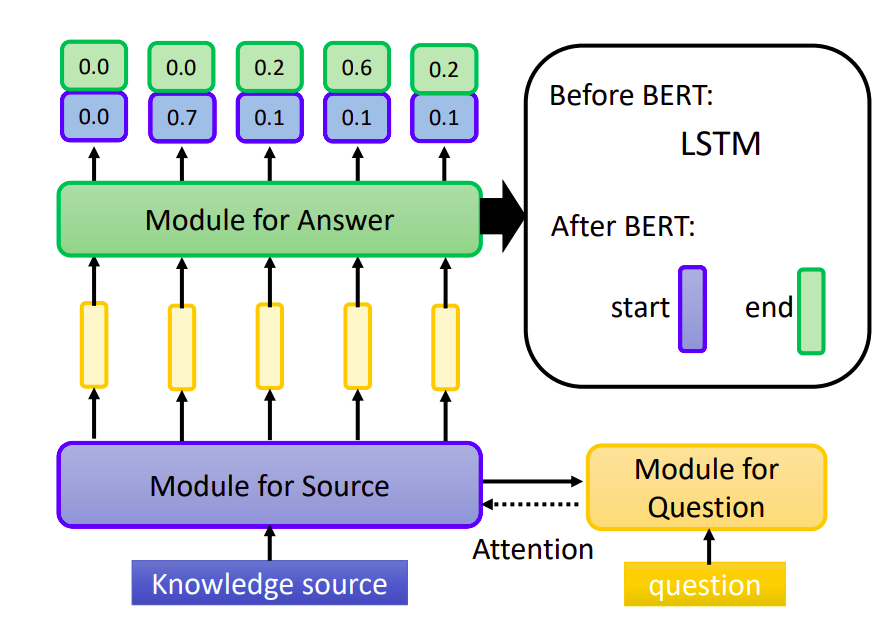 0.0 0.0 0.2 0.6 0.2
0.0 0.7 0.1 0.1 0.1
Module for Answer
Before BERT:
LSTM
After BERT:
start end
Module for Source
Module for
Question
Attention
Knowledge source
question